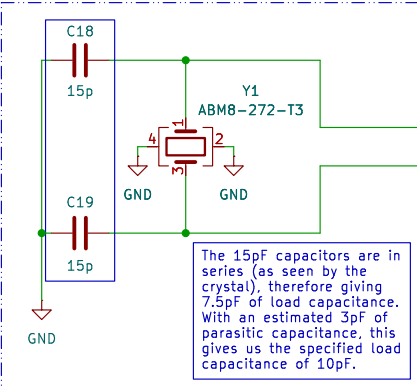 C18
15p
Y1
ABM8-272-T3
1
4
2
3
GND
GND
C19
15p
GND
The 15pF capacitors are in
series (as seen by the
crystal), therefore giving
7.5pF of load capacitance.
With an estimated 3pF of
parasitic capacitance, this
gives us the specified load
capacitance of 10pF.